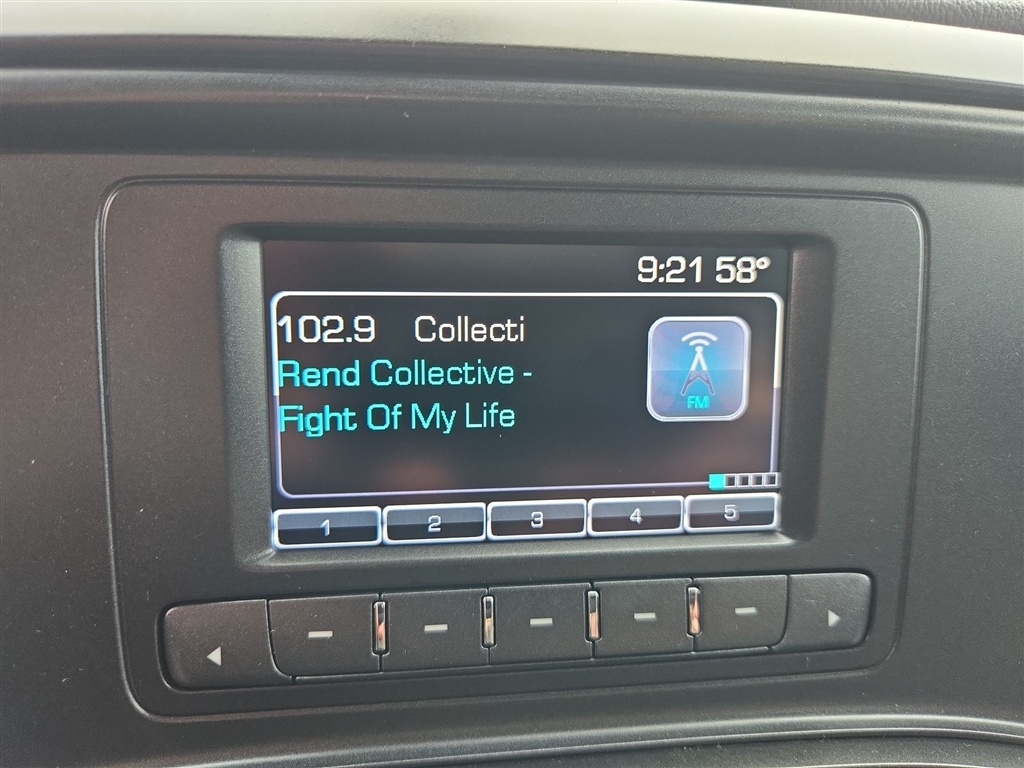 9:21 58°
102.9 Collecti
Rend Collective -
Fight Of My Life
FM
1 2 3 4 5